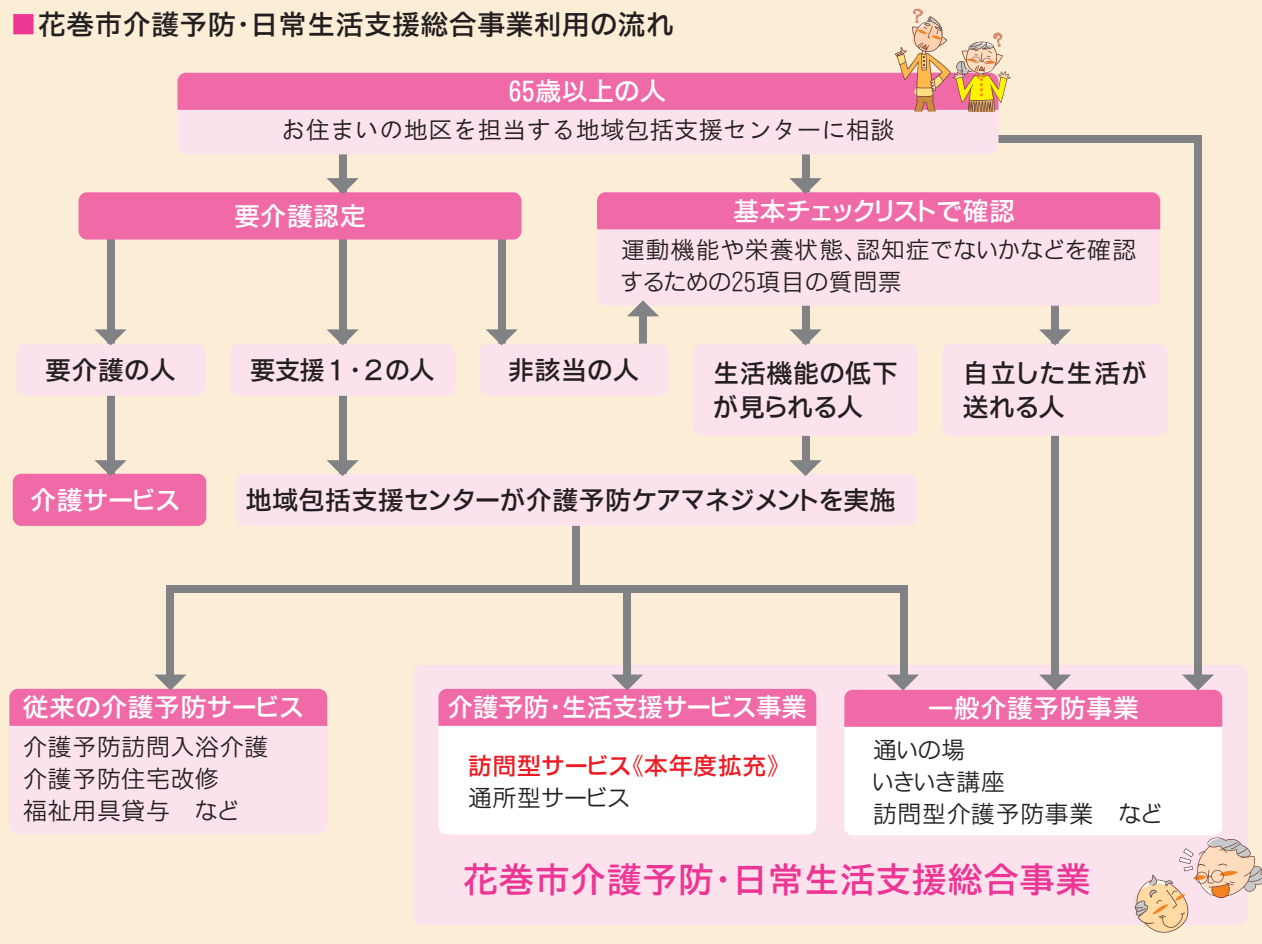 ■花巻市介護予防・日常生活支援総合事業利用の流れ
? ?
65歳以上の人
お住まいの地区を担当する地域包括支援センターに相談
要介護認定
基本チェックリストで確認
運動機能や栄養状態、認知症でないかなどを確認
するための25項目の質問票
要介護の人
要支援1・2の人
非該当の人
生活機能の低下
が見られる人
自立した生活が
送れる人
介護サービス
地域包括支援センターが介護予防ケアマネジメントを実施
従来の介護予防サービス
介護予防訪問入浴介護
介護予防住宅改修
福祉用具貸与 など
介護予防・生活支援サービス事業
訪問型サービス《本年度拡充》
通所型サービス
一般介護予防事業
通いの場
いきいき講座
訪問型介護予防事業 など
花巻市介護予防・日常生活支援総合事業